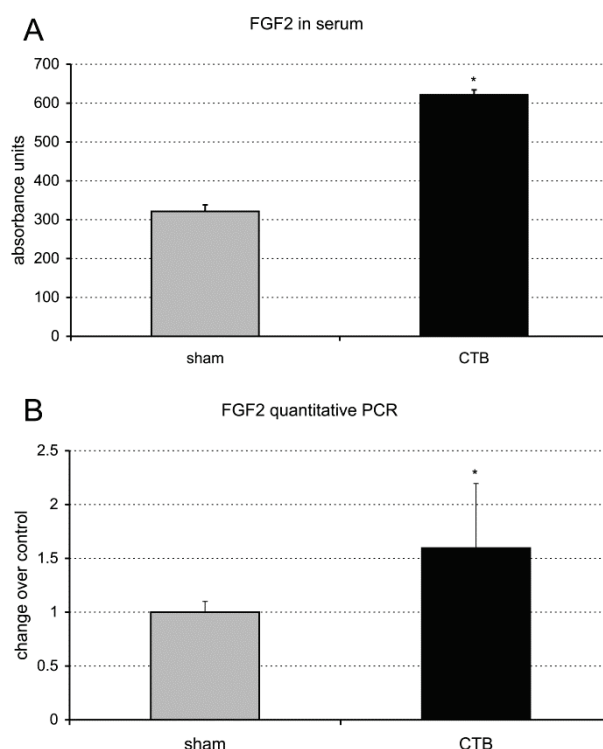 A
FGF2 in serum
absorbance units
700
600
500
400
300
200
100
0
*
sham
CTB
B
FGF2 quantitative PCR
change over control
2.5
2
1.5
1
0.5
0
*
sham
CTB